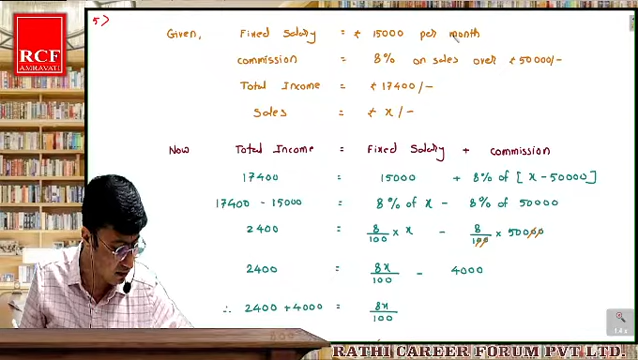 5>
RCF
AMRAVATI
Given, Fixed Salary = ₹ 15000 per month
commission = 8% on sales over ₹ 50000/-
Total Income = ₹ 17400/-
Sales = ₹ x/-
Now Total Income = Fixed Salary + commission
17400 = 15000 + 8% of [x - 50000]
17400 - 15000 = 8% of x - 8% of 50000
2400 = 8/100 × x - 8/100 × 50000
2400 = 8x/100 - 4000
∴ 2400 + 4000 = 8x/100
RATHI CAREER FORUM PVT LTD.